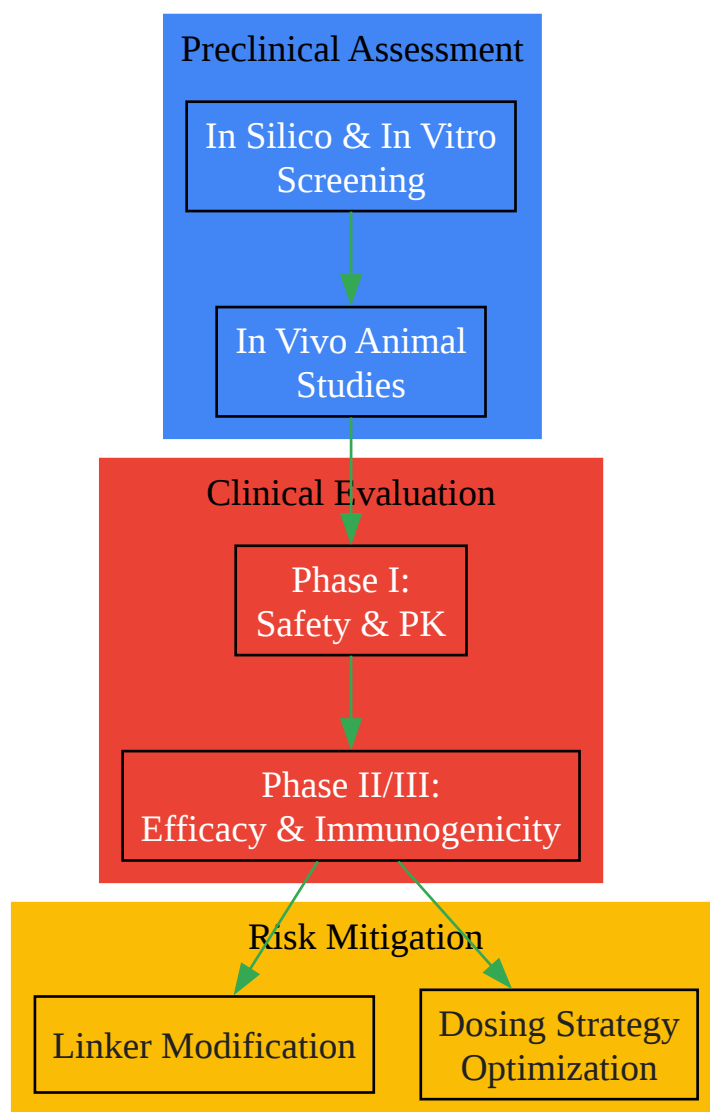 Preclinical Assessment
In Silico & In Vitro
Screening
In Vivo Animal
Studies
Clinical Evaluation
Phase I:
Safety & PK
Phase II/III:
Efficacy & Immunogenicity
Risk Mitigation
Linker Modification
Dosing Strategy
Optimization